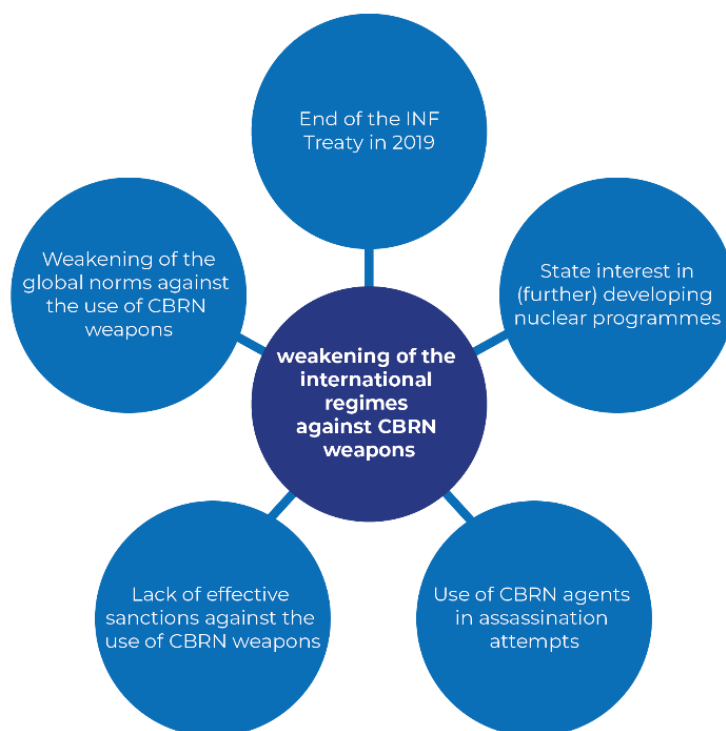 End of the INF
Treaty in 2019
Weakening of the
global norms against
the use of CBRN
weapons
State interest in
(further) developing
nuclear programmes
weakening of the
international
regimes
against CBRN
weapons
Lack of effective
sanctions against the
use of CBRN weapons
Use of CBRN agents
in assassination
attempts